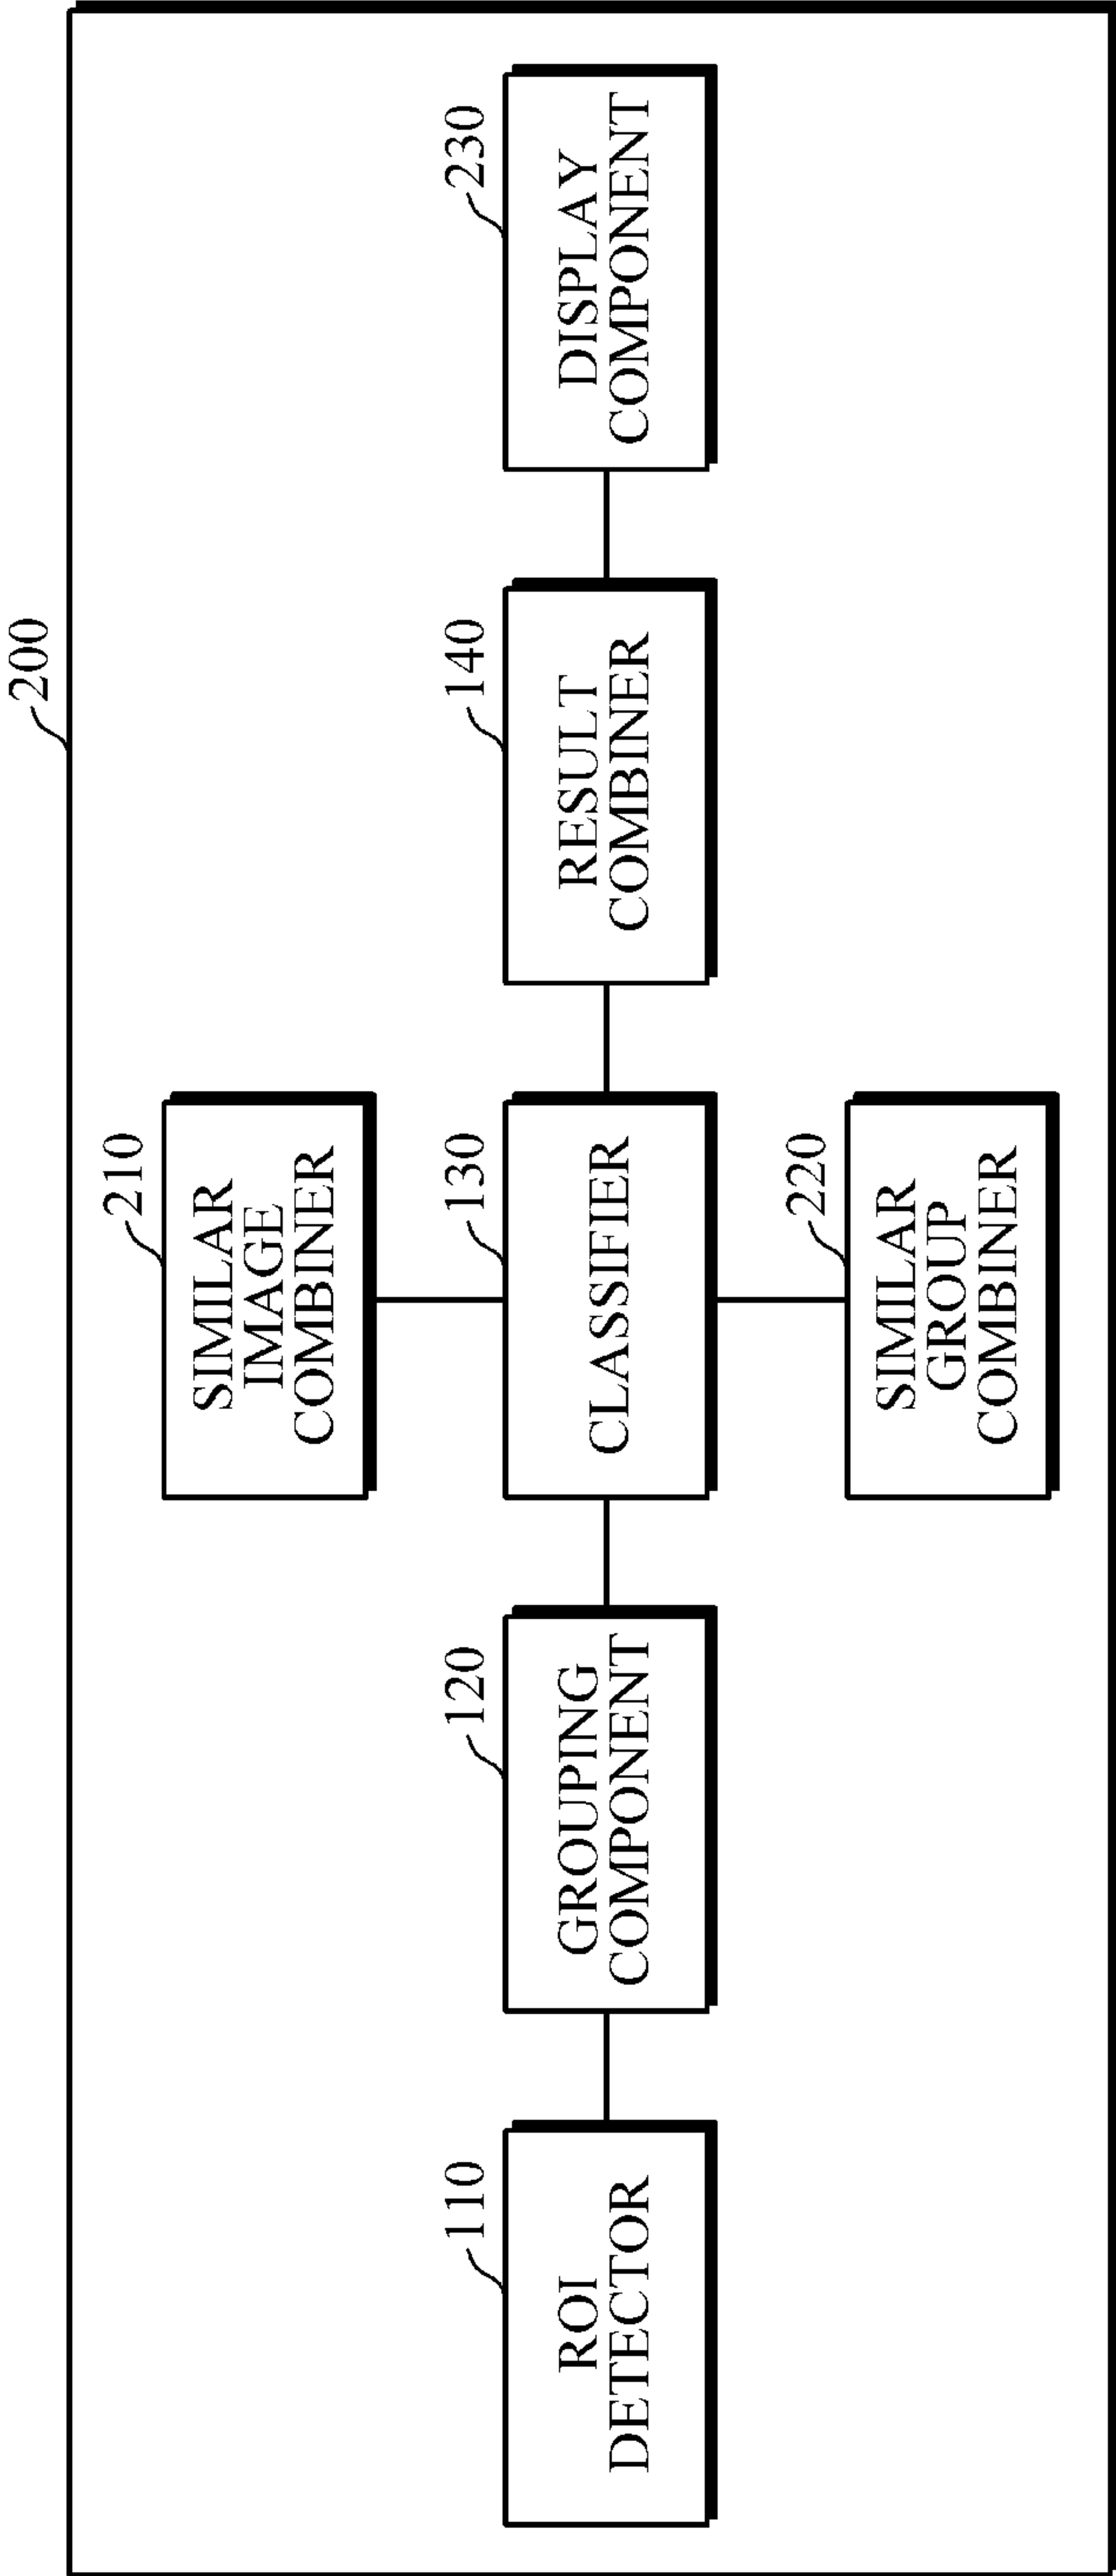 200
210
SIMILAR
IMAGE
COMBINER
110
ROI
DETECTOR
120
GROUPING
COMPONENT
130
CLASSIFIER
140
RESULT
COMBINER
230
DISPLAY
COMPONENT
220
SIMILAR
GROUP
COMBINER